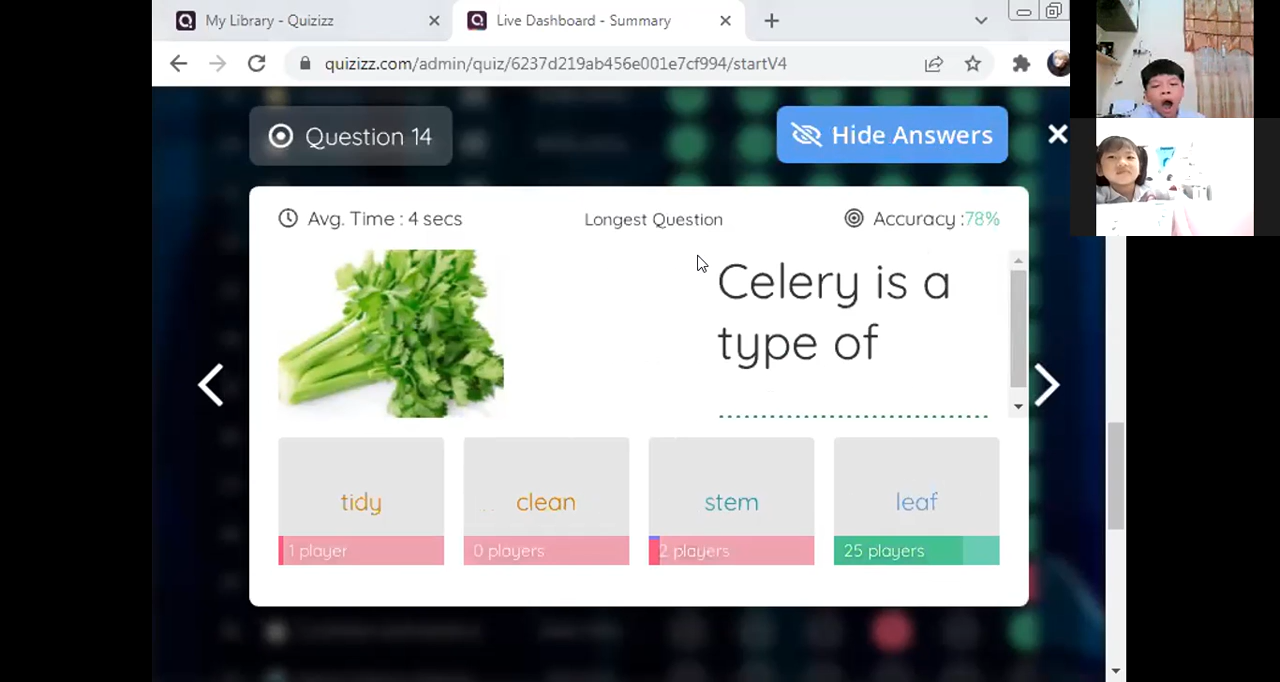 My Library - Quizizz
Live Dashboard - Summary
quizizz.com/admin/quiz/6237d219ab456e001e7cf994/startV4
Question 14
Hide Answers
Avg. Time : 4 secs
Longest Question
Accuracy :78%
Celery is a
type of
tidy
clean
stem
leaf
1 player
0 players
2 players
25 players